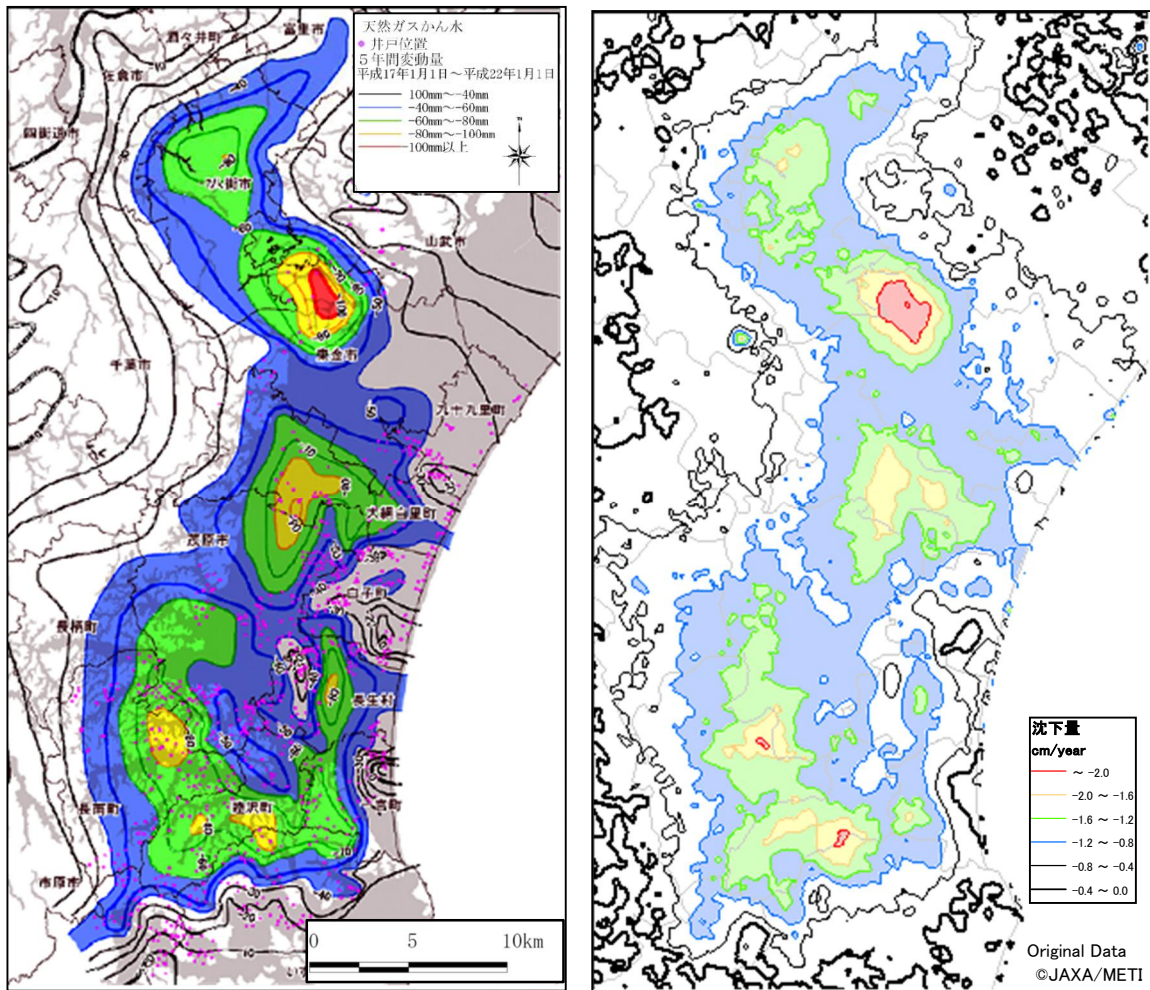 天然ガスかん水
井戸位置
5年間変動量
平成17年1月1日~平成22年1月1日
100mm~-40mm
-40mm~-60mm
-60mm~-80mm
-80mm~-100mm
-100mm以上
酒々井町
富里市
佐倉市
四街道市
八街市
山武市
東金市
千葉市
九十九里町
大網白里町
茂原市
白子町
長柄町
長生村
一宮町
長南町
睦沢町
市原市
0 5 10km
沈下量
cm/year
~ -2.0
-2.0 ~ -1.6
-1.6 ~ -1.2
-1.2 ~ -0.8
-0.8 ~ -0.4
-0.4 ~ 0.0
Original Data
©JAXA/METI